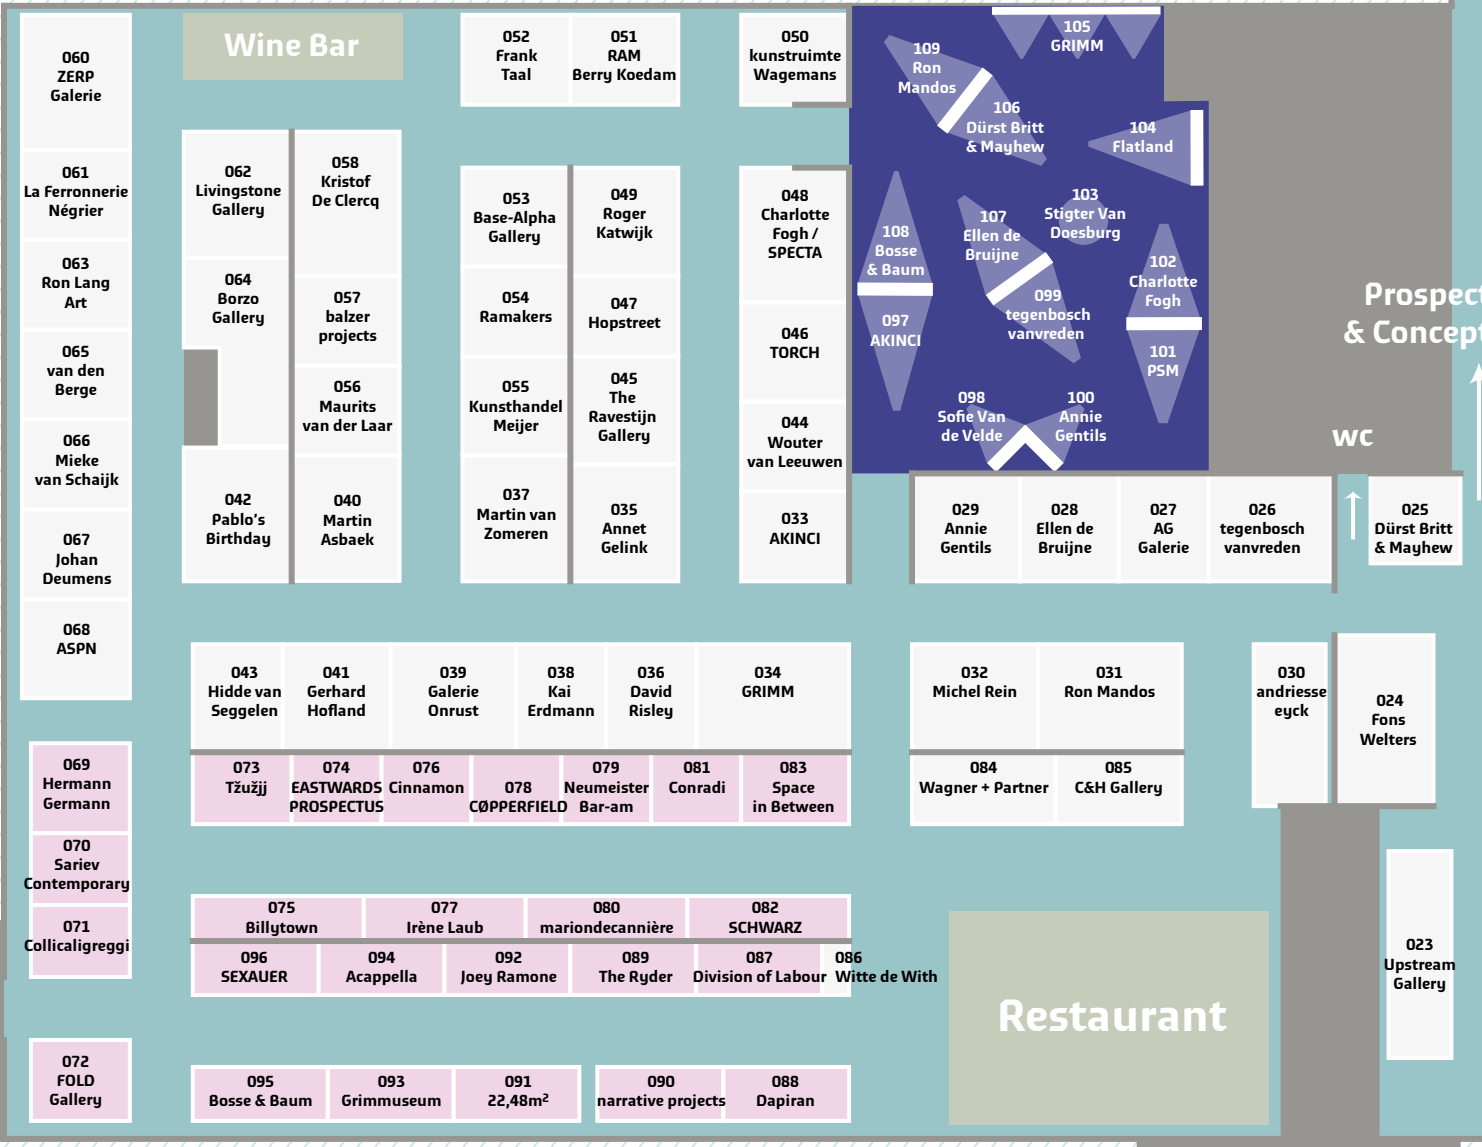 060
ZERP
Galerie
Wine Bar
052
Frank
Taal
051
RAM
Berry Koedam
050
kunstruimte
Wagemans
105
GRIMM
109
Ron
Mandos
106
Dürst Britt
& Mayhew
104
Flatland
061
La Ferronnerie
Négrier
062
Livingstone
Gallery
058
Kristof
De Clercq
053
Base-Alpha
Gallery
049
Roger
Katwijk
048
Charlotte
Fogh /
SPECTA
108
Bosse
& Baum
107
Ellen de
Bruijne
103
Stigter Van
Doesburg
102
Charlotte
Fogh
063
Ron Lang
Art
064
Borzo
Gallery
057
balzer
projects
054
Ramakers
047
Hopstreet
046
TORCH
097
AKINCI
099
tegenbosch
vanvreden
101
PSM
Prospect
& Concept
065
van den
Berge
056
Maurits
van der Laar
055
Kunsthandel
Meijer
045
The
Ravestijn
Gallery
044
Wouter
van Leeuwen
098
Sofie Van
de Velde
100
Annie
Gentils
wc
066
Mieke
van Schaijk
042
Pablo's
Birthday
040
Martin
Asbaek
037
Martin van
Zomeren
035
Annet
Gelink
033
AKINCI
029
Annie
Gentils
028
Ellen de
Bruijne
027
AG
Galerie
026
tegenbosch
vanvreden
025
Dürst Britt
& Mayhew
067
Johan
Deumens
068
ASPN
043
Hidde van
Seggelen
041
Gerhard
Hofland
039
Galerie
Onrust
038
Kai
Erdmann
036
David
Risley
034
GRIMM
032
Michel Rein
031
Ron Mandos
030
andriesse
eyck
024
Fons
Welters
069
Hermann
Germann
073
Tžužjj
074
EASTWARDS
PROSPECTUS
076
Cinnamon
078
CØPPERFIELD
079
Neumeister
Bar-am
081
Conradi
083
Space
in Between
084
Wagner + Partner
085
C&H Gallery
070
Sariev
Contemporary
071
Collicaligreggi
075
Billytown
077
Irène Laub
080
mariondecannière
082
SCHWARZ
096
SEXAUER
094
Acappella
092
Joey Ramone
089
The Ryder
087
Division of Labour
086
Witte de With
Restaurant
023
Upstream
Gallery
072
FOLD
Gallery
095
Bosse & Baum
093
Grimmuseum
091
22,48m²
090
narrative projects
088
Dapiran